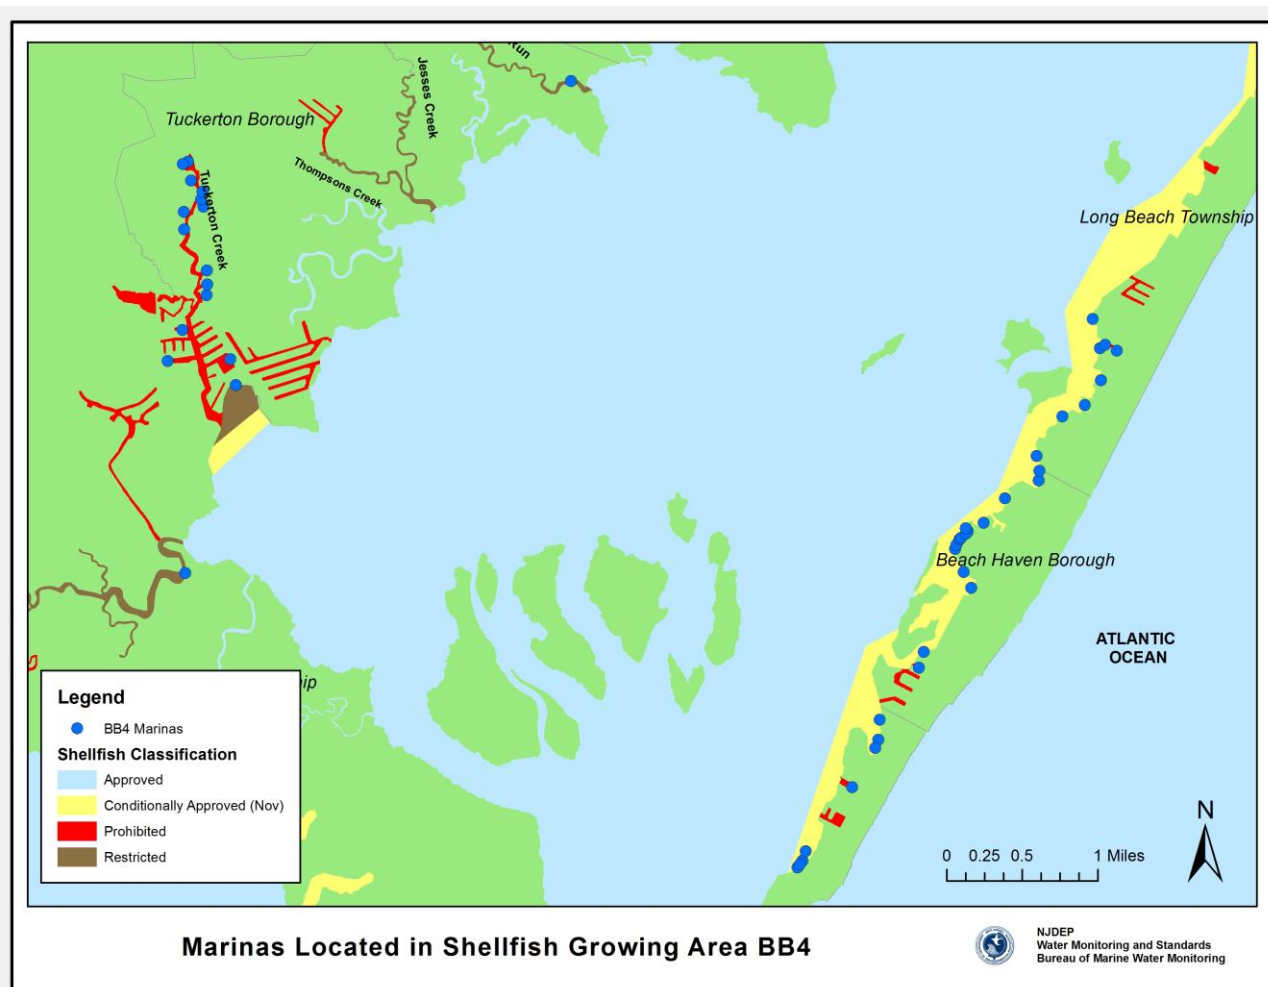 Run
Jesses Creek
Tuckerton Borough
Thompsons Creek
Tuckerton Creek
Long Beach Township
Beach Haven Borough
ATLANTIC
OCEAN
ip
Legend
BB4 Marinas
Shellfish Classification
Approved
Conditionally Approved (Nov)
Prohibited
Restricted
N
0 0.25 0.5 1 Miles
Marinas Located in Shellfish Growing Area BB4
NJDEP
Water Monitoring and Standards
Bureau of Marine Water Monitoring